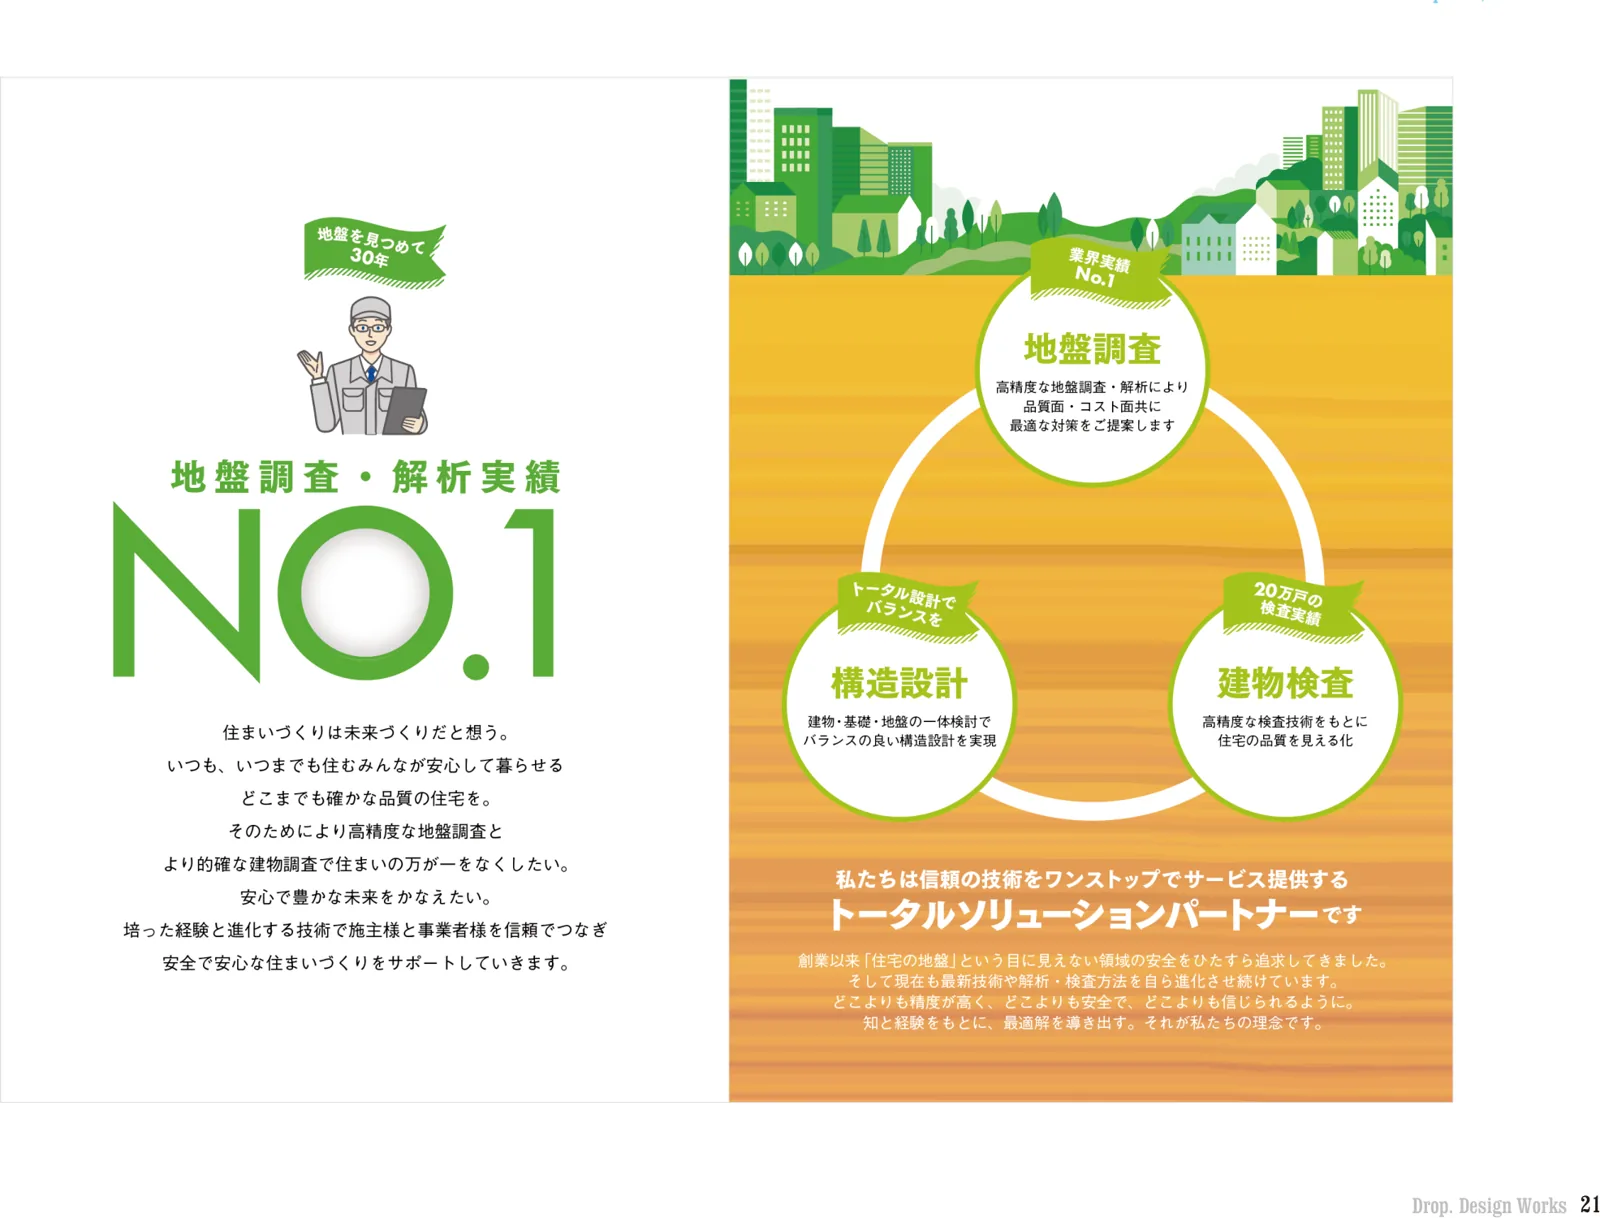 地盤を見つめて
30年
地盤調査・解析実績
NO.1
住まいづくりは未来づくりだと想う。
いつも、いつまでも住むみんなが安心して暮らせる
どこまでも確かな品質の住宅を。
そのためにより高精度な地盤調査と
より的確な建物調査で住まいの万が一をなくしたい。
安心で豊かな未来をかなえたい。
培った経験と進化する技術で施主様と事業者様を信頼でつなぎ
安全で安心な住まいづくりをサポートしていきます。
業界実績
No.1
地盤調査
高精度な地盤調査・解析により
品質面・コスト面共に
最適な対策をご提案します
トータル設計で
バランスを
構造設計
建物・基礎・地盤の一体検討で
バランスの良い構造設計を実現
20万戸の
検査実績
建物検査
高精度な検査技術をもとに
住宅の品質を見える化
私たちは信頼の技術をワンストップでサービス提供する
トータルソリューションパートナーです
創業以来「住宅の地盤」という目に見えない領域の安全をひたすら追求してきました。
そして現在も最新技術や解析・検査方法を自ら進化させ続けています。
どこよりも精度が高く、どこよりも安全で、どこよりも信じられるように。
知と経験をもとに、最適解を導き出す。それが私たちの理念です。
Drop. Design Works 21